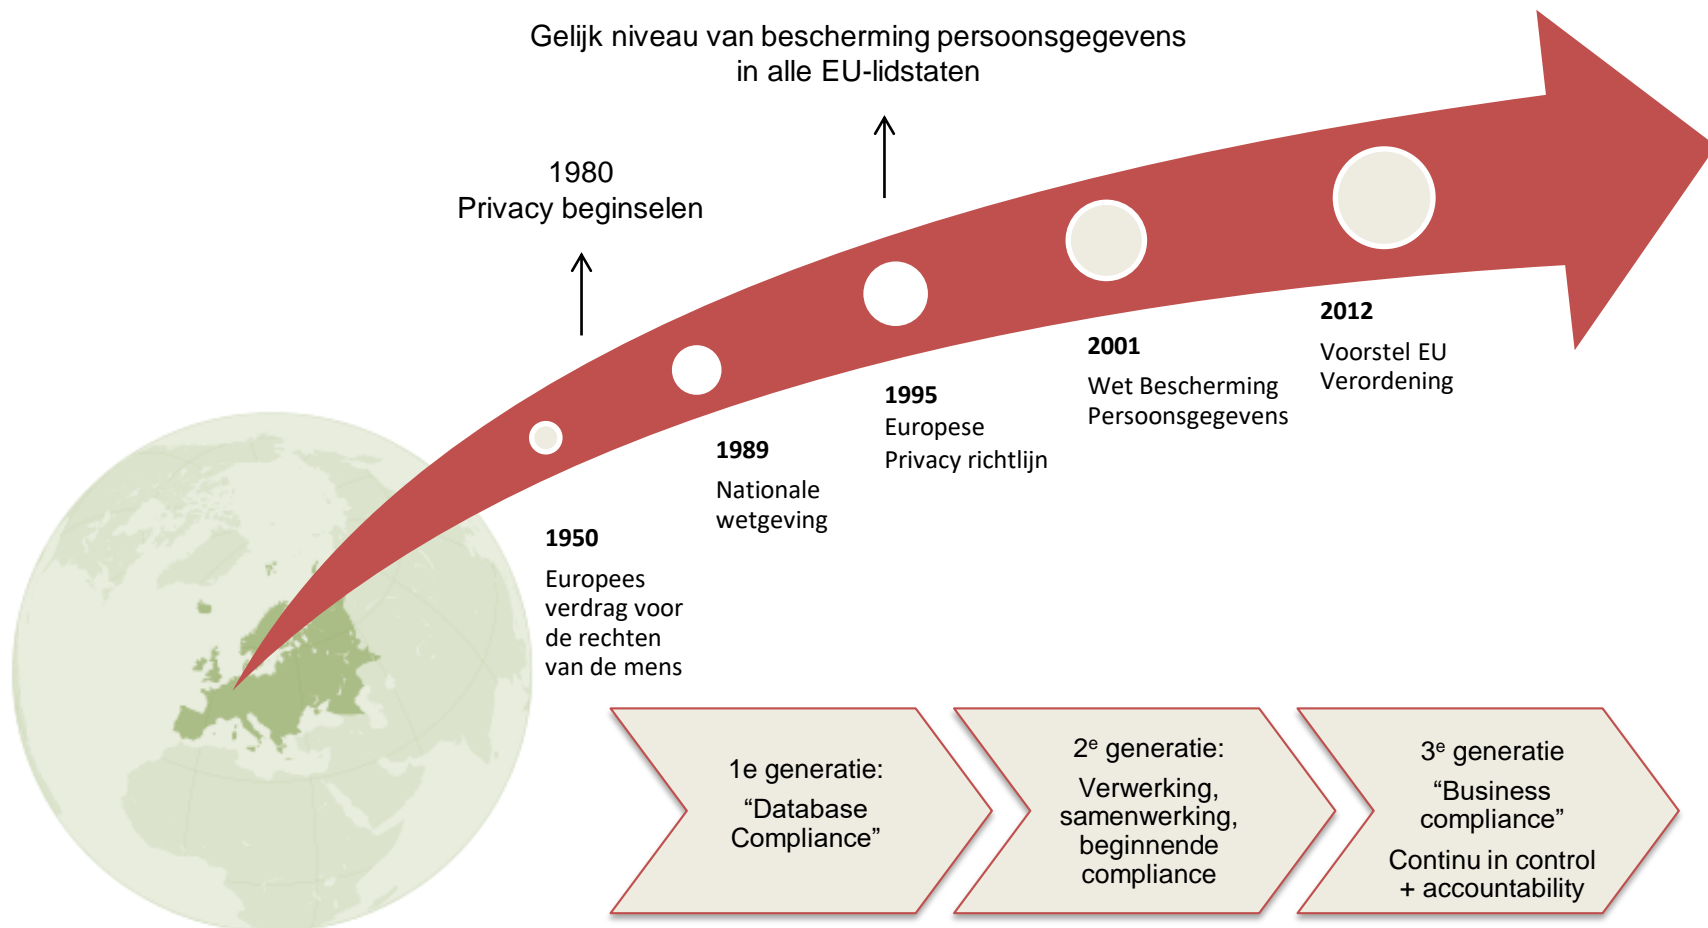 Gelijk niveau van bescherming persoonsgegevens
in alle EU-lidstaten
1980
Privacy beginselen
1950
Europees
verdrag voor
de rechten
van de mens
1989
Nationale
wetgeving
1995
Europese
Privacy richtlijn
2001
Wet Bescherming
Persoonsgegevens
2012
Voorstel EU
Verordening
1e generatie:
“Database
Compliance”
2e generatie:
Verwerking,
samenwerking,
beginnende
compliance
3e generatie
“Business
compliance”
Continu in control
+ accountability